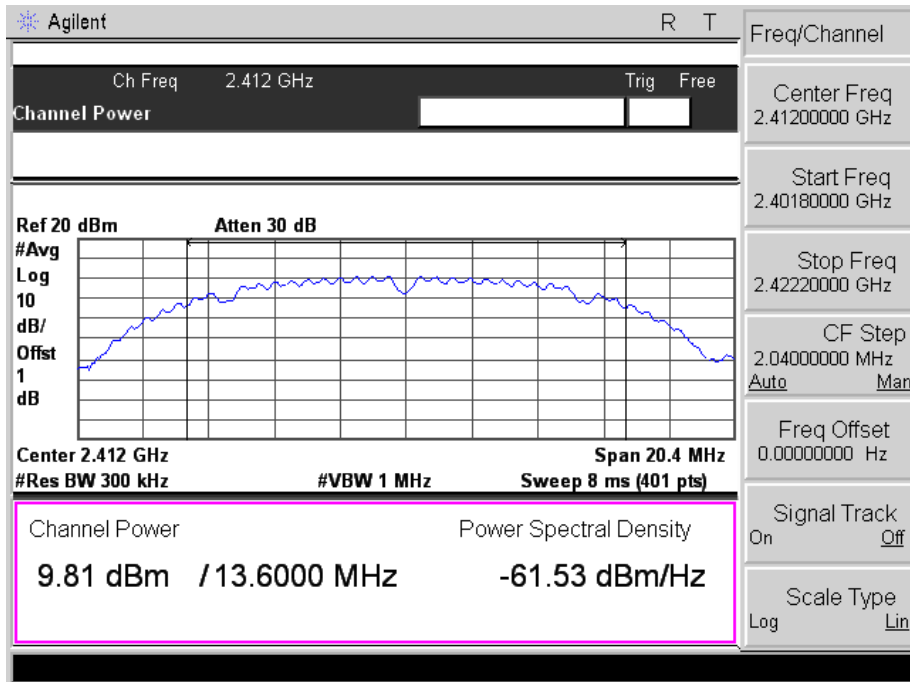 Agilent R T
Ch Freq 2.412 GHz Trig Free
Channel Power
Ref 20 dBm Atten 30 dB
#Avg
Log
10
dB/
Offst
1
dB
Center 2.412 GHz Span 20.4 MHz
#Res BW 300 kHz #VBW 1 MHz Sweep 8 ms (401 pts)
Channel Power Power Spectral Density
9.81 dBm / 13.6000 MHz -61.53 dBm/Hz
Freq/Channel
Center Freq
2.41200000 GHz
Start Freq
2.40180000 GHz
Stop Freq
2.42220000 GHz
CF Step
2.04000000 MHz
Auto Man
Freq Offset
0.00000000 Hz
Signal Track
On Off
Scale Type
Log Lin